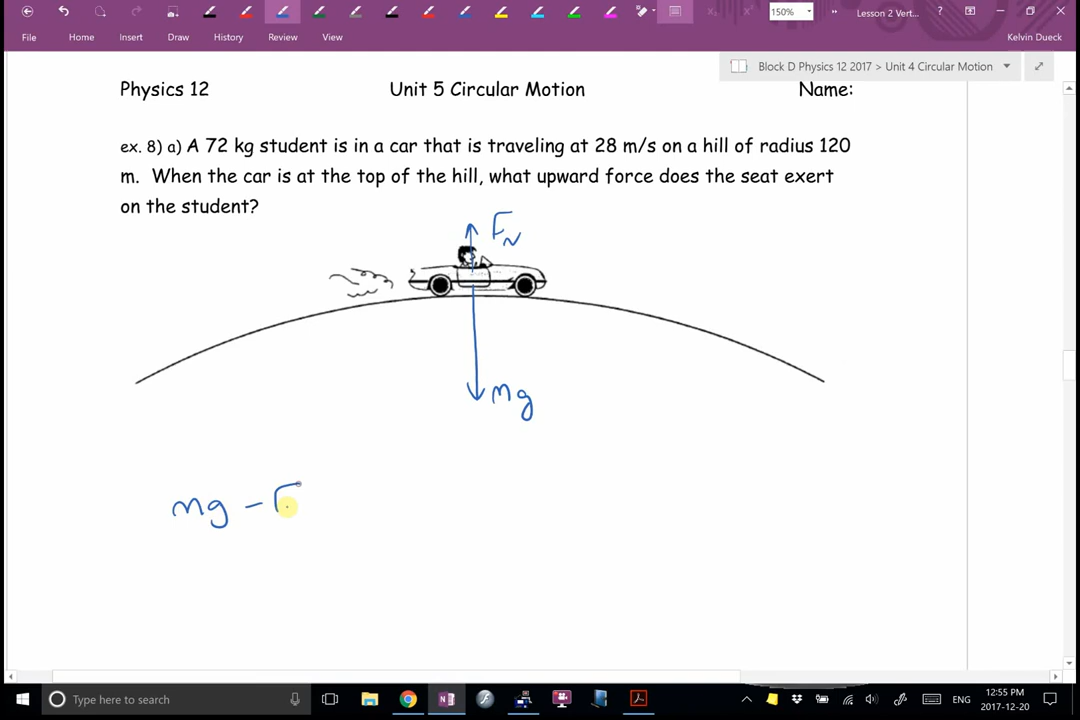 150%
Lesson 2 Vert...
?
File
Home
Insert
Draw
History
Review
View
Kelvin Dueck
Block D Physics 12 2017 > Unit 4 Circular Motion
Physics 12
Unit 5 Circular Motion
Name:
ex. 8) a) A 72 kg student is in a car that is traveling at 28 m/s on a hill of radius 120
m. When the car is at the top of the hill, what upward force does the seat exert
on the student?
FN
mg
mg - F
Type here to search
ENG
12:55 PM
2017-12-20